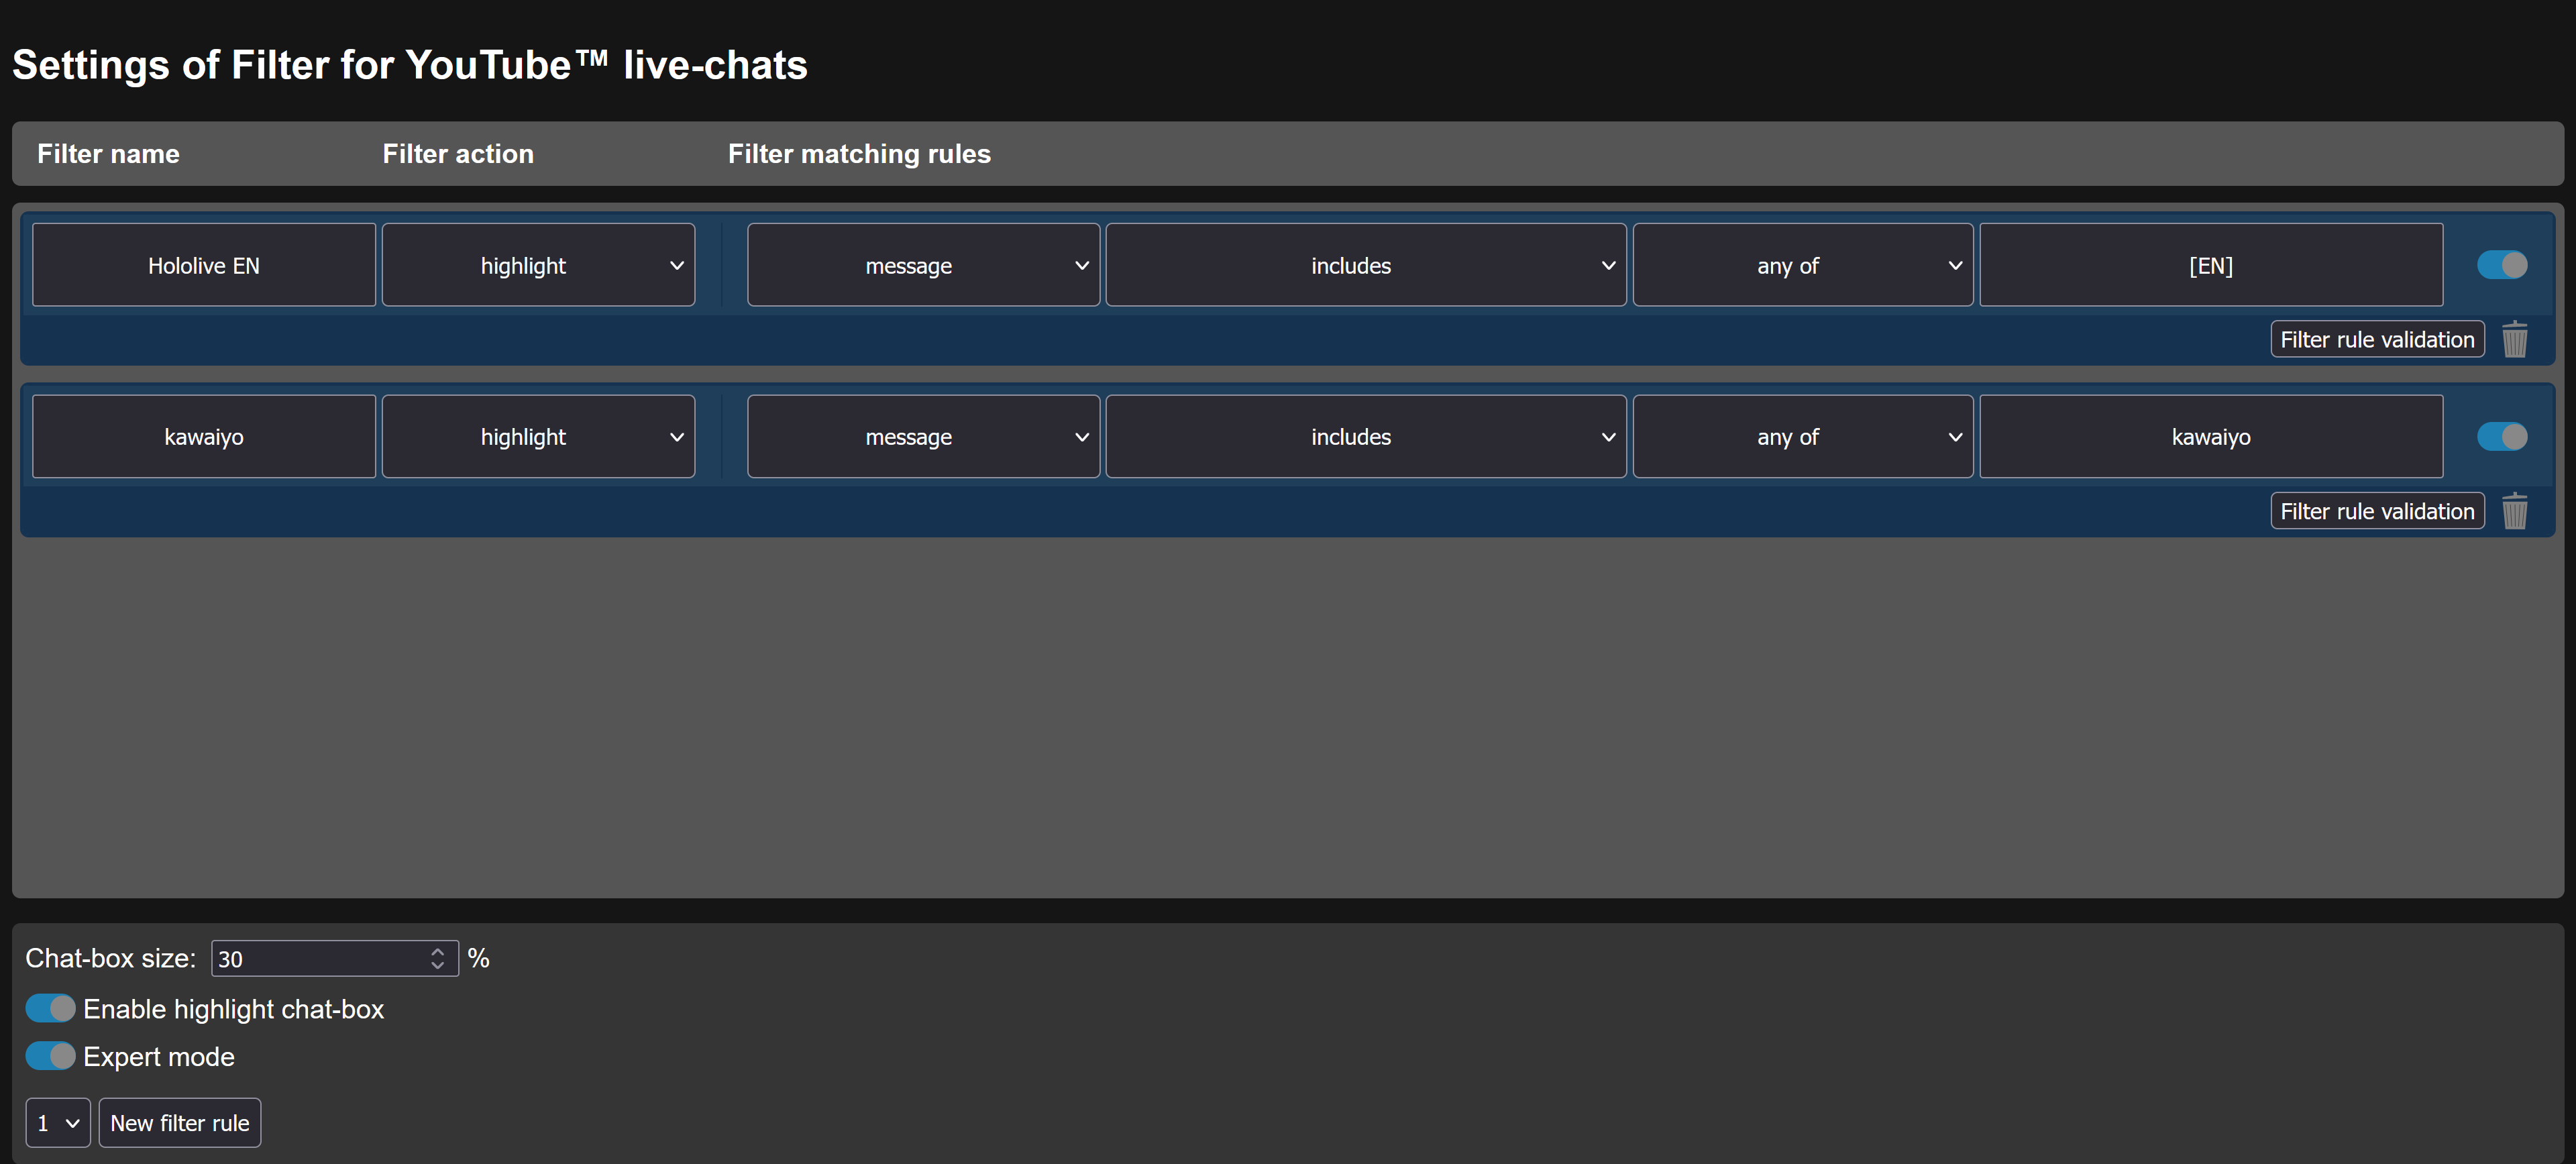 Settings of Filter for YouTube™ live-chats
Filter name Filter action Filter matching rules
Hololive EN highlight message includes any of [EN]
Filter rule validation
kawaiyo highlight message includes any of kawaiyo
Filter rule validation
Chat-box size: 30 %
Enable highlight chat-box
Expert mode
1 New filter rule